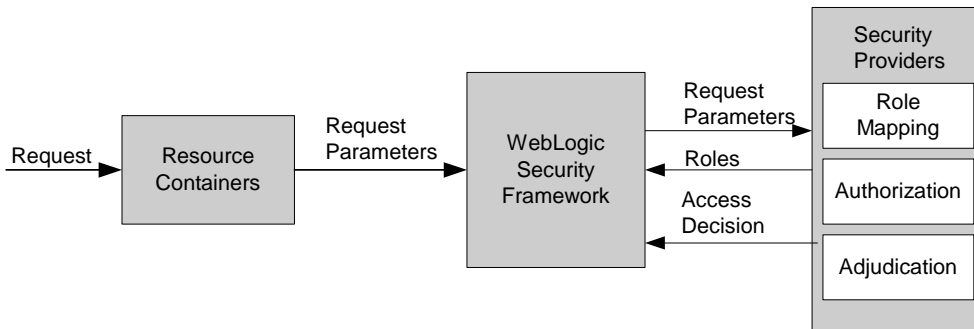 Request
Resource
Containers
Request
Parameters
WebLogic
Security
Framework
Request
Parameters
Roles
Access
Decision
Security
Providers
Role
Mapping
Authorization
Adjudication